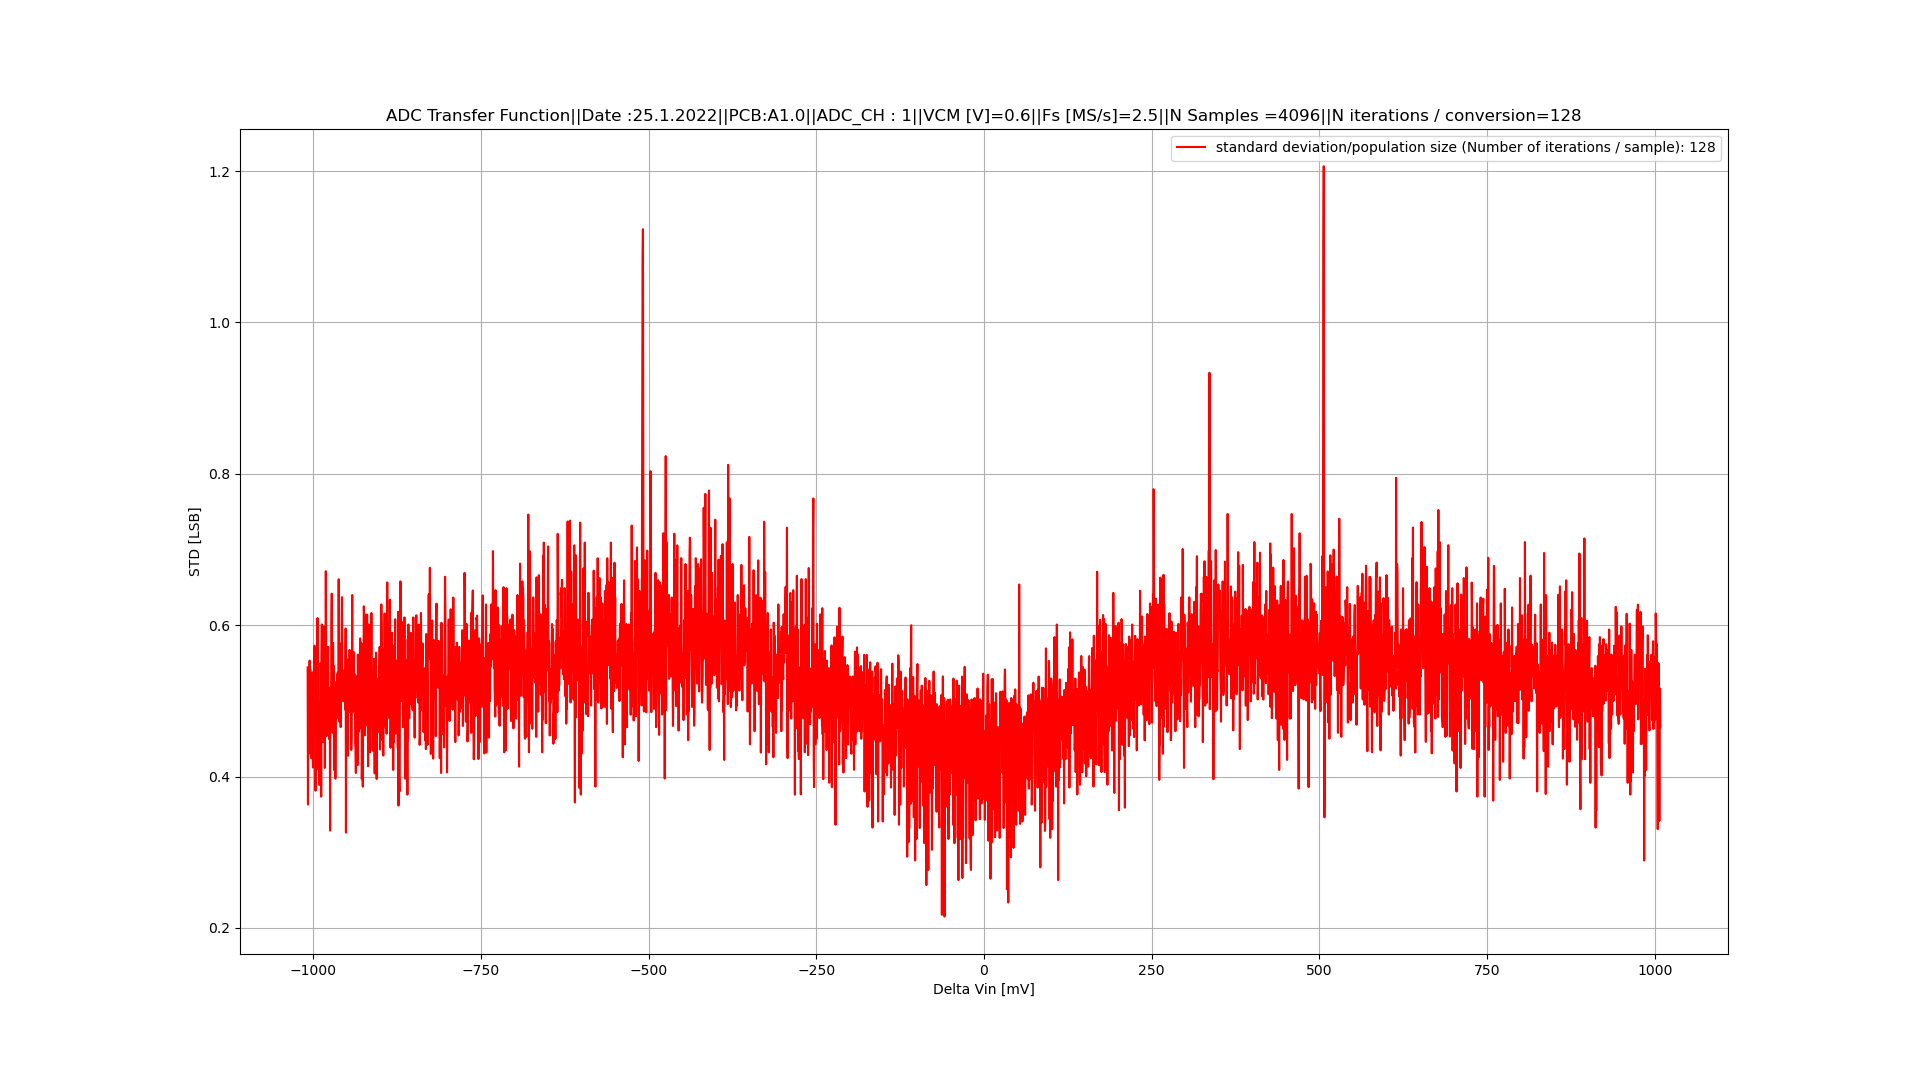 ADC Transfer Function||Date :25.1.2022||PCB:A1.0||ADC_CH : 1||VCM [V]=0.6||Fs [MS/s]=2.5||N Samples =4096||N iterations / conversion=128
standard deviation/population size (Number of iterations / sample): 128
1.2
1.0
0.8
0.6
0.4
0.2
STD [LSB]
−1000 −750 −500 −250 0 250 500 750 1000
Delta Vin [mV]